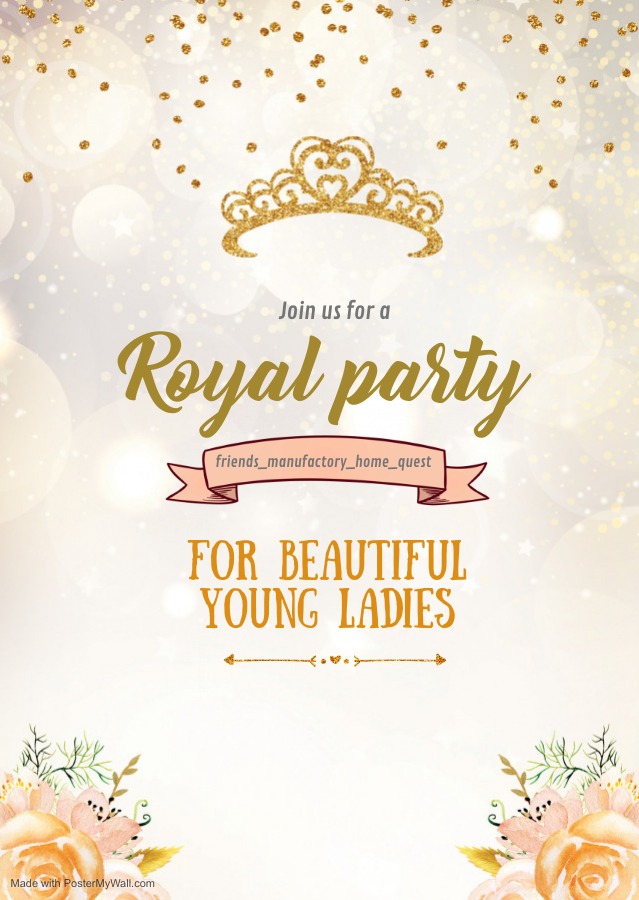 Join us for a
Royal party
friends_manufactory_home_quest
FOR BEAUTIFUL
YOUNG LADIES
Made with PosterMyWall.com